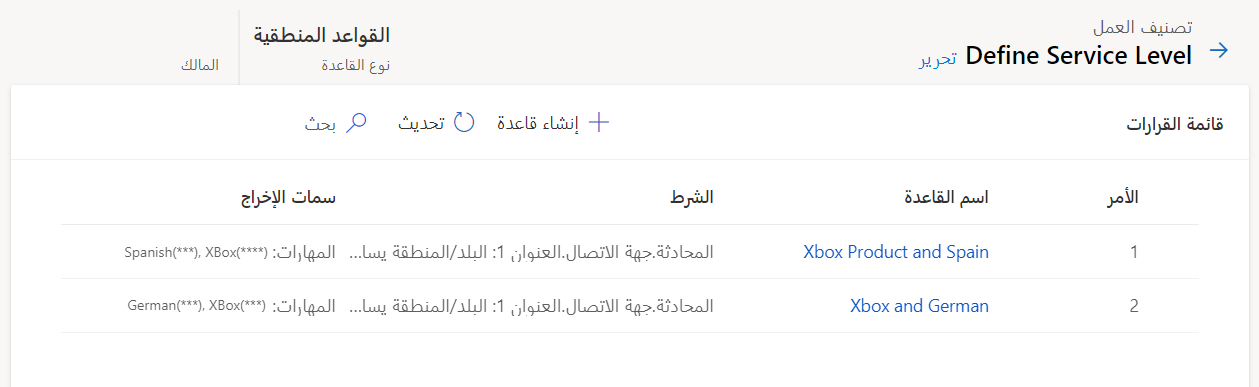 تصنيف العمل
Define Service Level تحرير
القواعد المنطقية
نوع القاعدة
المالك
قائمة القرارات
إنشاء قاعدة
تحديث
بحث
الأمر اسم القاعدة الشرط سمات الإخراج
1 Xbox Product and Spain المحادثة.جهة الاتصال.العنوان 1: البلد/المنطقة يسا... المهارات: Spanish(***), XBox(****)
2 Xbox and German المحادثة.جهة الاتصال.العنوان 1: البلد/المنطقة يسا... المهارات: German(***), XBox(***)